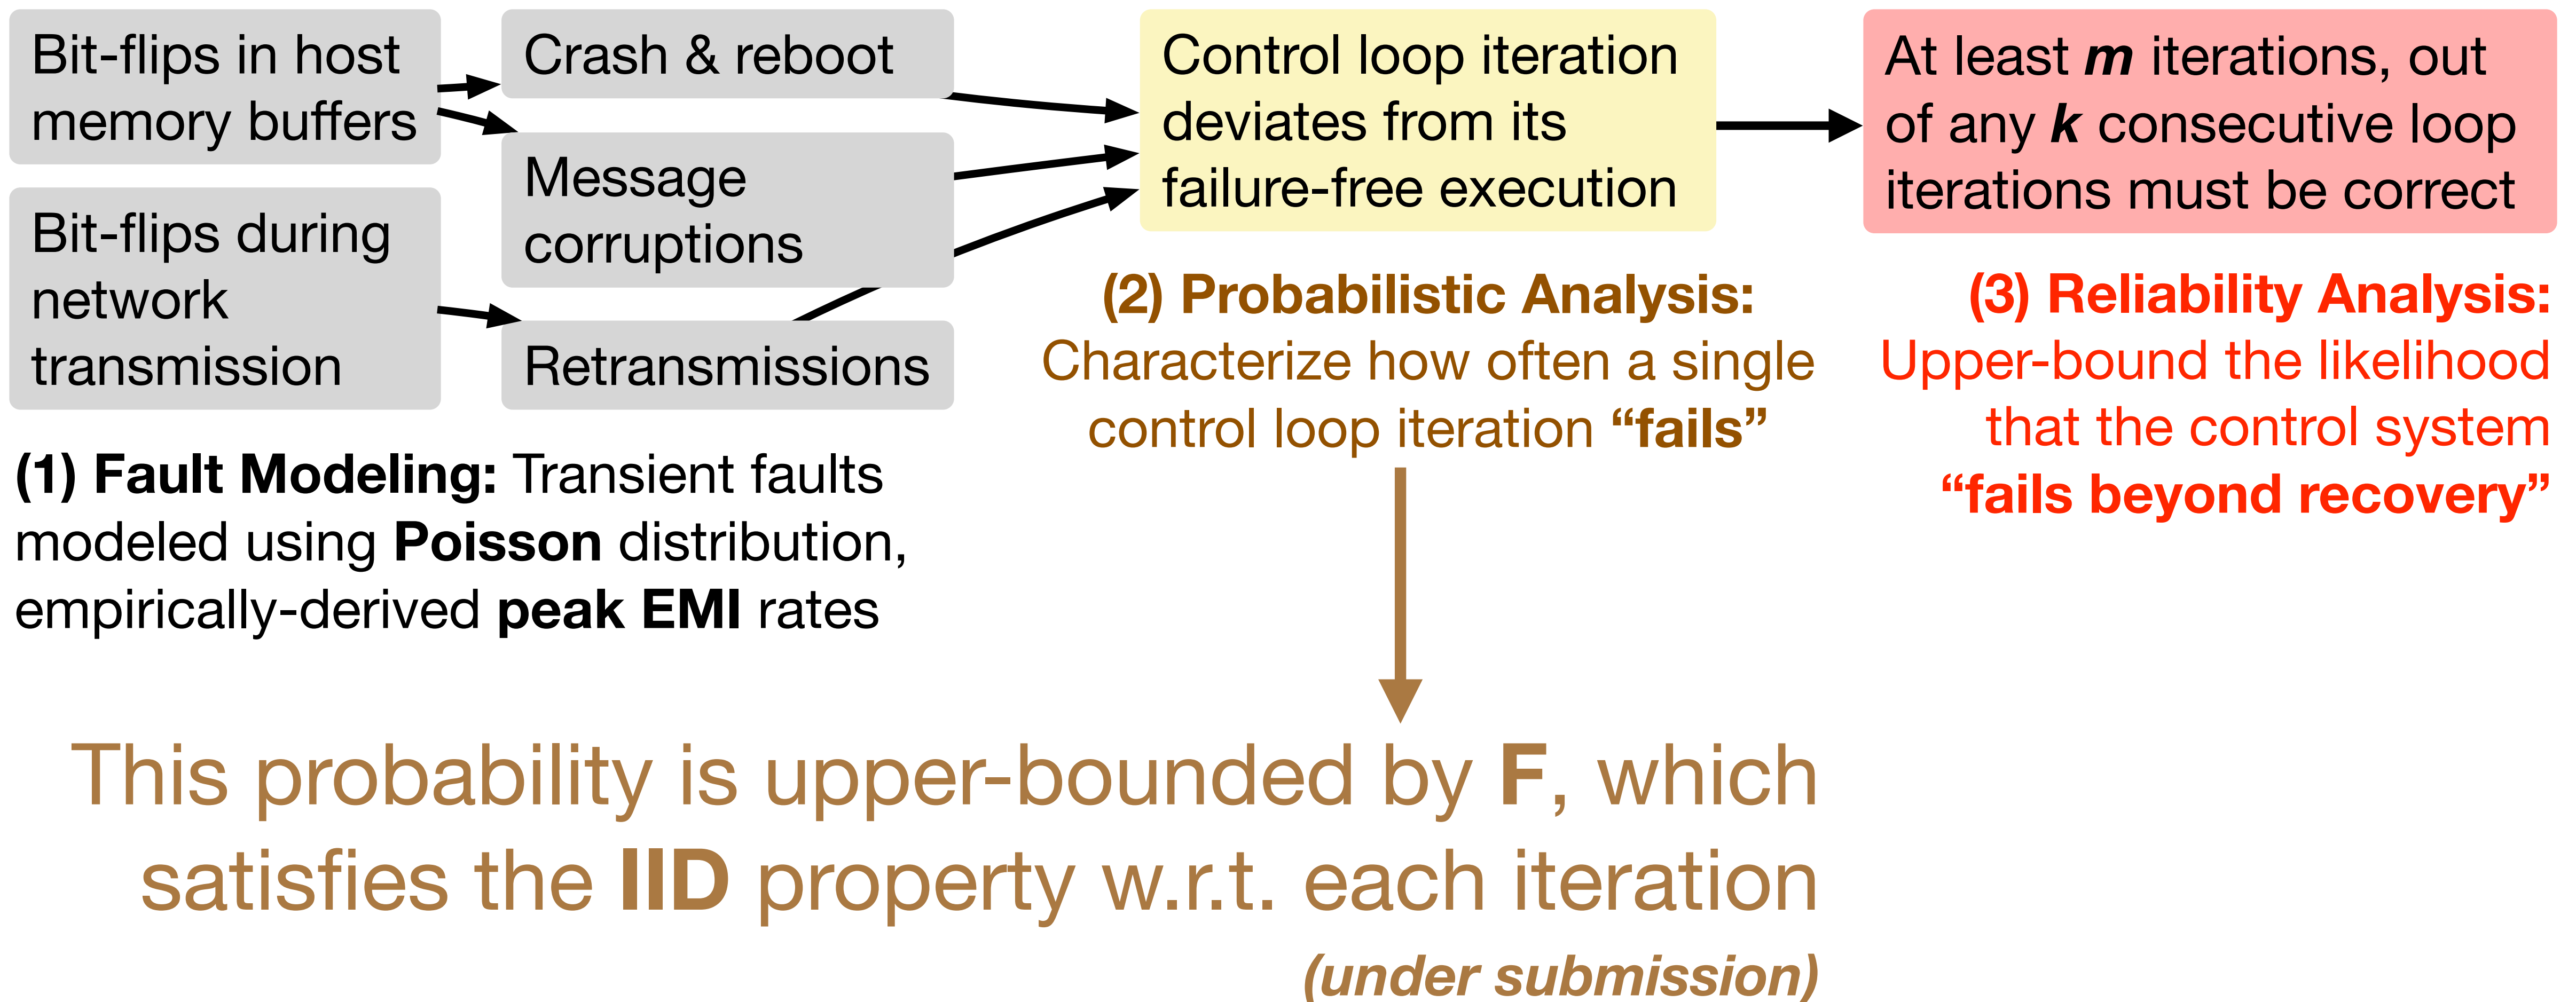 Bit-flips in host
memory buffers
Bit-flips during
network
transmission
Crash & reboot
Message
corruptions
Retransmissions
(1) Fault Modeling: Transient faults
modeled using Poisson distribution,
empirically-derived peak EMI rates
Control loop iteration
deviates from its
failure-free execution
(2) Probabilistic Analysis:
Characterize how often a single
control loop iteration “fails”
At least m iterations, out
of any k consecutive loop
iterations must be correct
(3) Reliability Analysis:
Upper-bound the likelihood
that the control system
“fails beyond recovery”
This probability is upper-bounded by F, which
satisfies the IID property w.r.t. each iteration
(under submission)